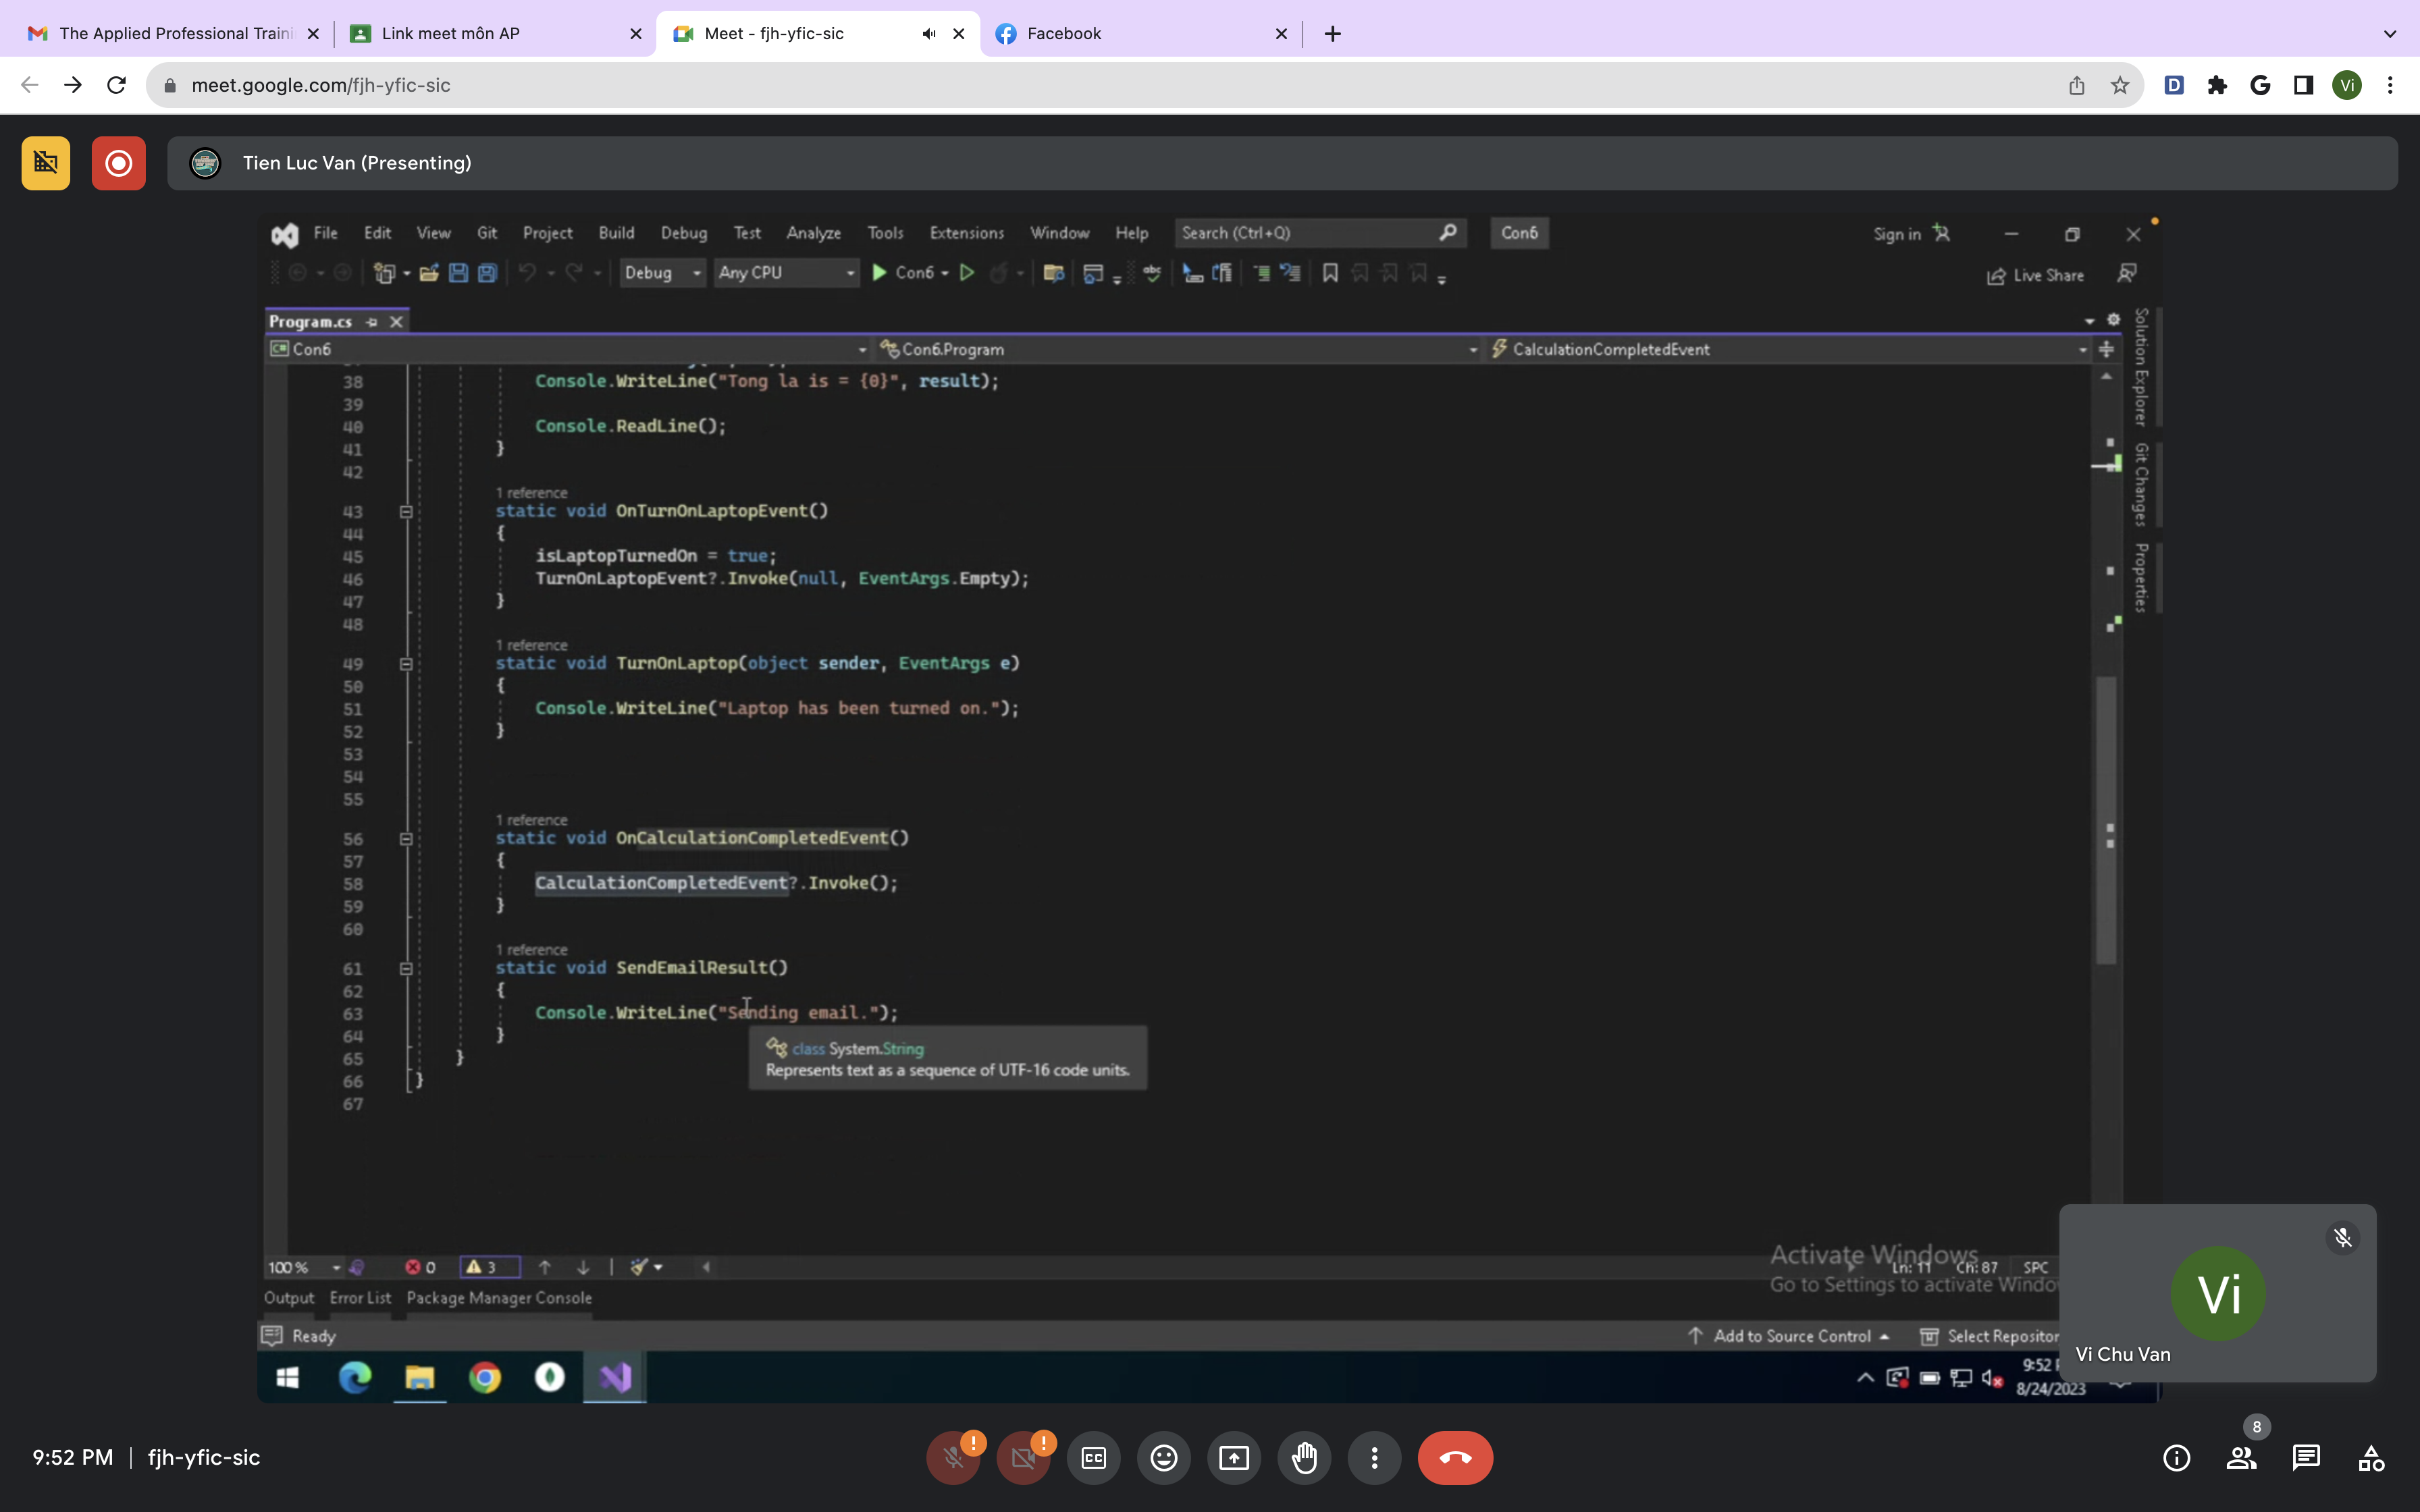 The Applied Professional Traini
Link meet môn AP
Meet - fjh-yfic-sic
Facebook
meet.google.com/fjh-yfic-sic
D
G
Vi
Tien Luc Van (Presenting)
File Edit View Git Project Build Debug Test Analyze Tools Extensions Window Help Search (Ctrl+Q) Con6 Sign in
Debug Any CPU Con6 abc Live Share
Program.cs
Con6 Con6.Program CalculationCompletedEvent
Solution Explorer
Git Changes
Properties
38 Console.WriteLine("Tong la is = {0}", result);
39
40 Console.ReadLine();
41 }
42
1 reference
43 static void OnTurnOnLaptopEvent()
44 {
45 isLaptopTurnedOn = true;
46 TurnOnLaptopEvent?.Invoke(null, EventArgs.Empty);
47 }
48
1 reference
49 static void TurnOnLaptop(object sender, EventArgs e)
50 {
51 Console.WriteLine("Laptop has been turned on.");
52 }
53
54
55
1 reference
56 static void OnCalculationCompletedEvent()
57 {
58 CalculationCompletedEvent?.Invoke();
59 }
60
1 reference
61 static void SendEmailResult()
62 {
63 Console.WriteLine("Sending email.");
64 }
65 }
66 }
67
class System.String
Represents text as a sequence of UTF-16 code units.
Activate Windows
Go to Settings to activate Window
100% 0 3 Ln: 11 Ch: 87 SPC
Output Error List Package Manager Console
Ready Add to Source Control Select Repositor
9:52
8/24/2023
Vi
Vi Chu Van
9:52 PM | fjh-yfic-sic
CC
8